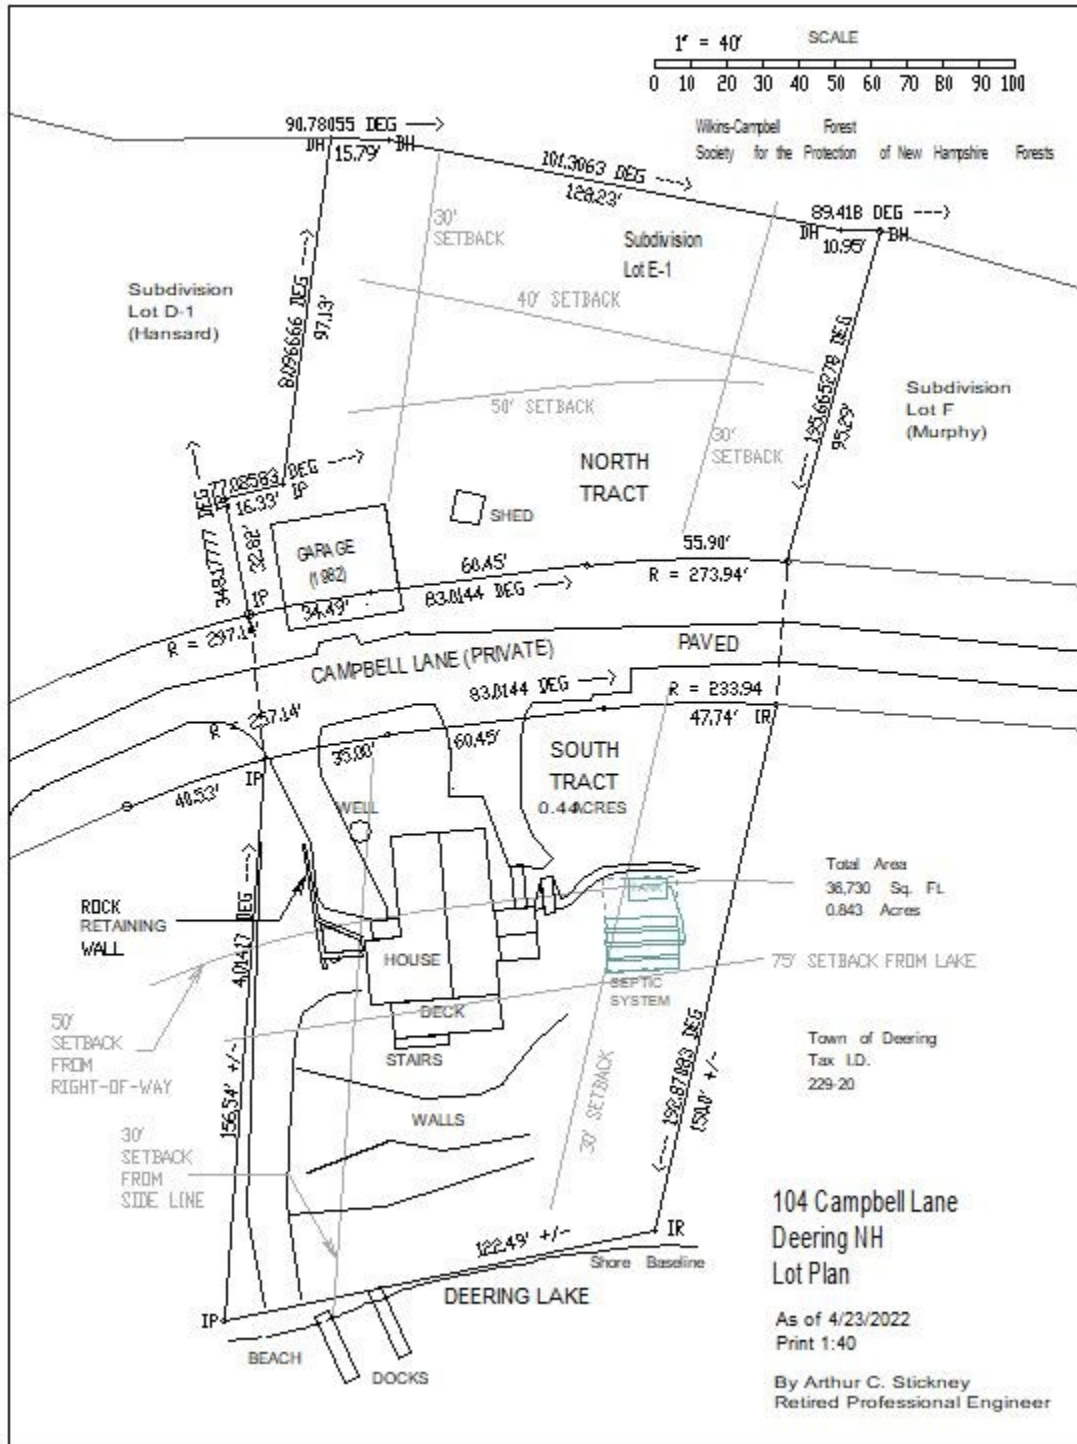 1" = 40'
SCALE
0 10 20 30 40 50 60 70 80 90 100
Wilkins-Campbell Forest
Society for the Protection of New Hampshire Forests
90.78055 DEG --->
DH 15.79' DH
101.3063 DEG --->
128.23'
89.418 DEG --->
DH 10.95' DH
30'
SETBACK
Subdivision
Lot E-1
Subdivision
Lot D-1
(Hansard)
8.096666 DEG --->
97.13'
40' SETBACK
195.665278 DEG --->
95.29'
Subdivision
Lot F
(Murphy)
50' SETBACK
30'
SETBACK
NORTH
TRACT
77.08583 DEG --->
16.33' IP
348.17777 DEG --->
22.82'
IP
SHED
GARAGE
(1982)
34.49'
60.45'
83.0144 DEG --->
55.90'
R = 273.94'
R = 297.14'
CAMPBELL LANE (PRIVATE)
PAVED
83.0144 DEG --->
R = 233.94
47.74' IR
R = 257.14'
35.00'
60.45'
SOUTH
TRACT
0.44 ACRES
IP
40.53'
WELL
Total Area
36,730 Sq. Ft.
0.843 Acres
TANK
ROCK
RETAINING
WALL
4.01417 DEG --->
HOUSE
75' SETBACK FROM LAKE
SEPTIC
SYSTEM
DECK
50'
SETBACK
FROM
RIGHT-OF-WAY
STAIRS
Town of Deering
Tax I.D.
229-20
156.54' +/-
WALLS
30' SETBACK
192.87083 DEG --->
150.0' +/-
30'
SETBACK
FROM
SIDE LINE
104 Campbell Lane
Deering NH
Lot Plan
122.49' +/-
IR
Shore Baseline
DEERING LAKE
IP
BEACH
DOCKS
As of 4/23/2022
Print 1:40
By Arthur C. Stickney
Retired Professional Engineer